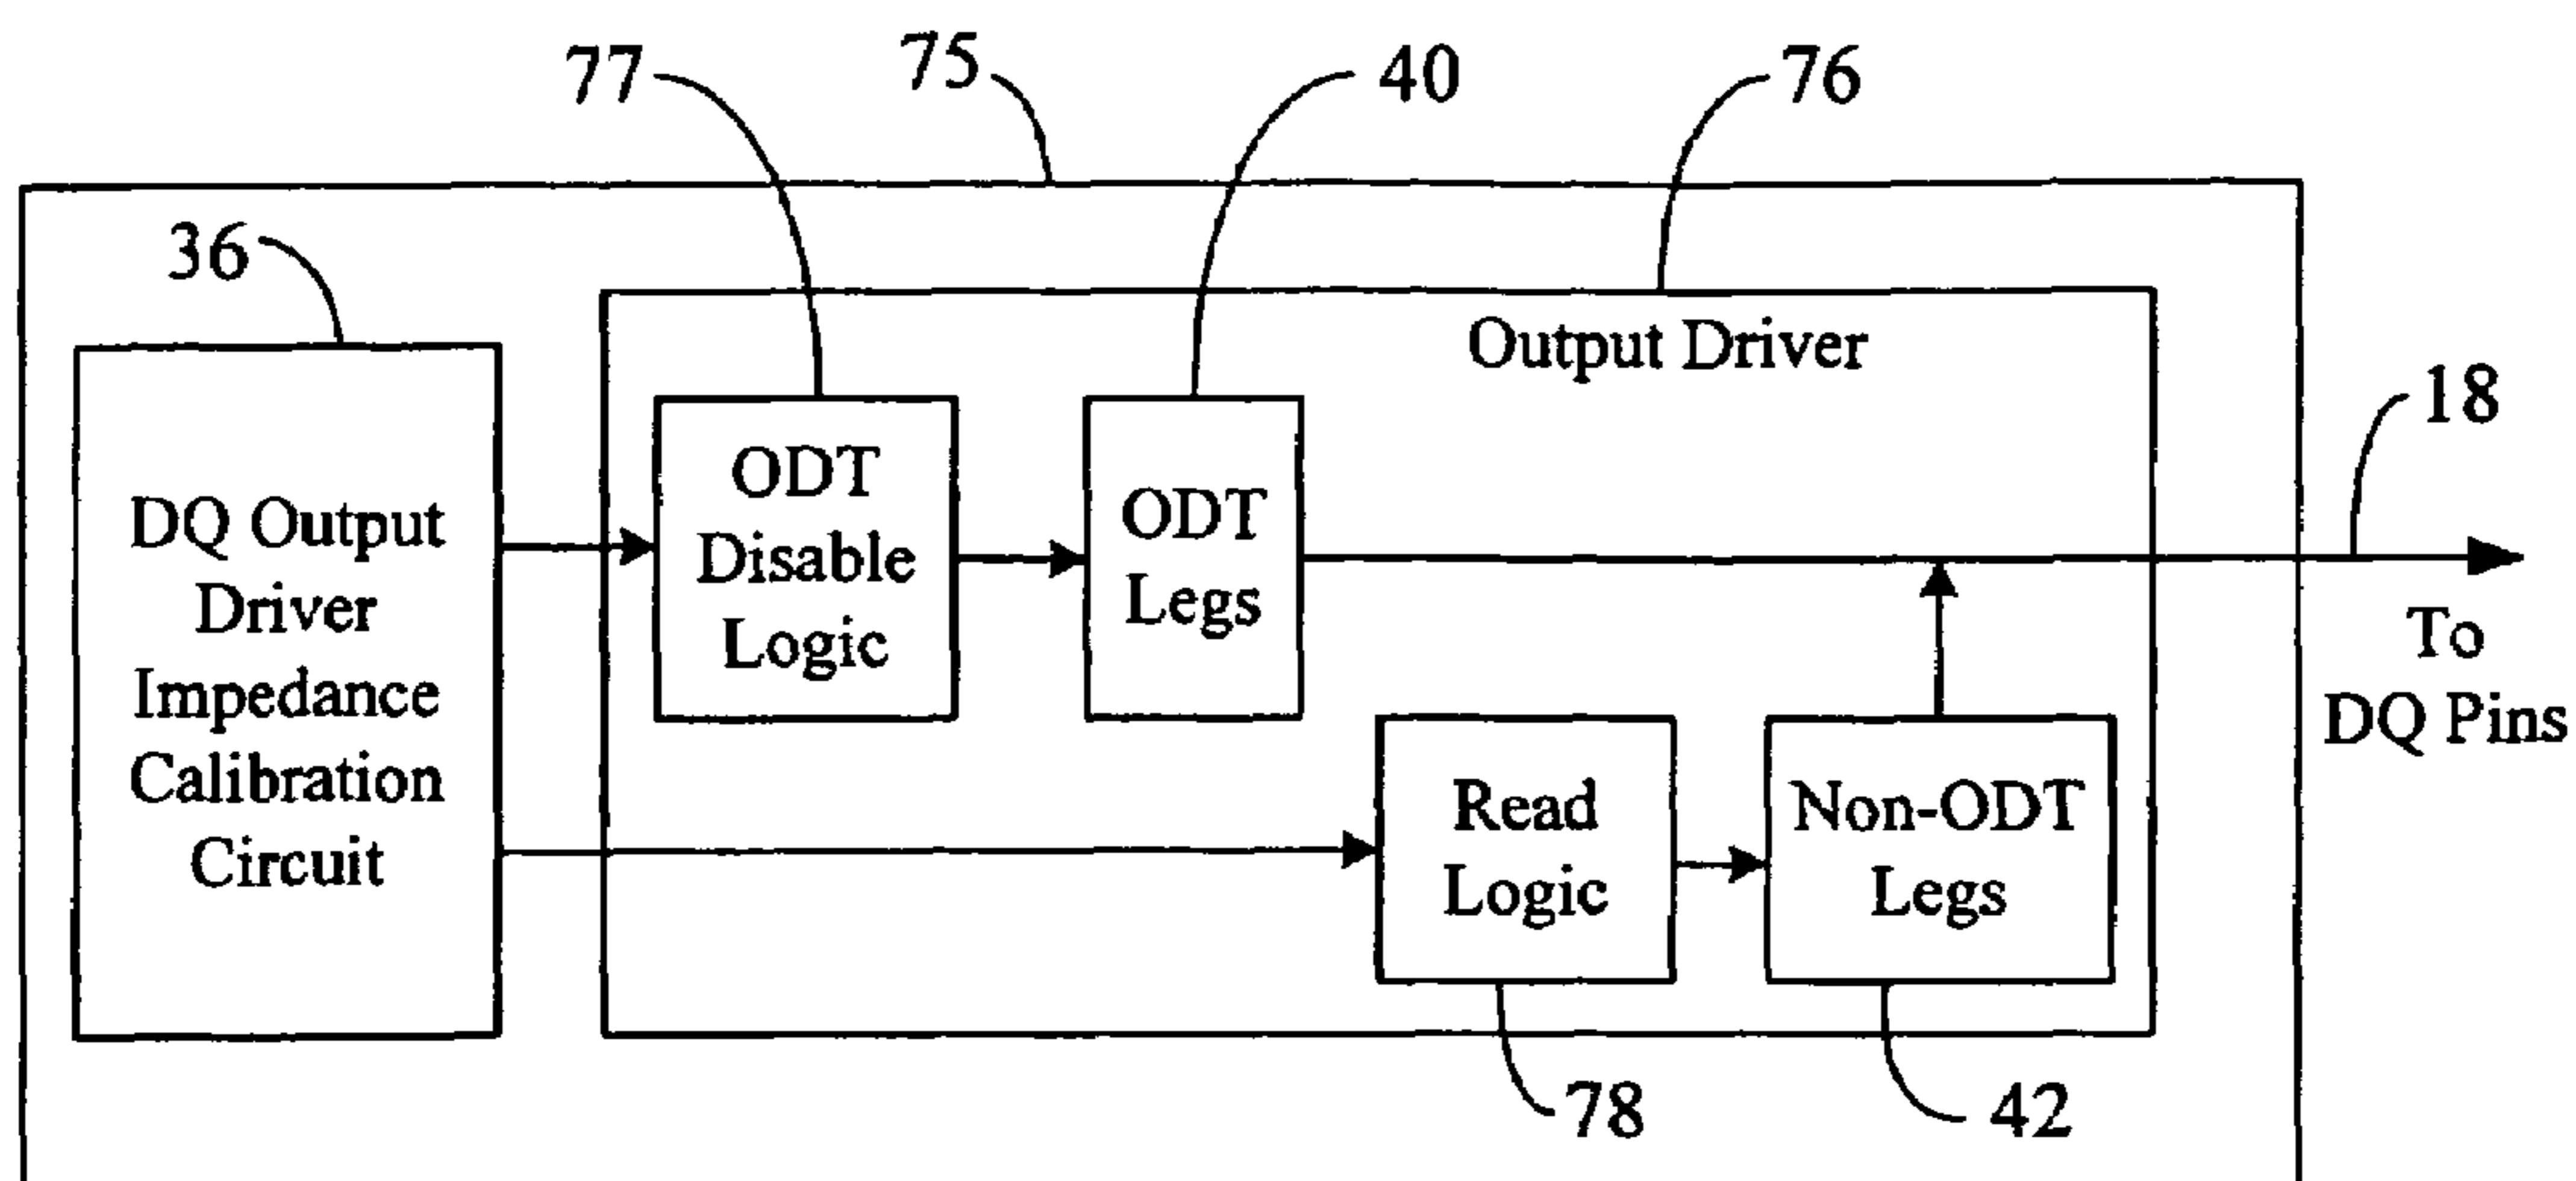 77
75
40
76
36
Output Driver
18
DQ Output
Driver
Impedance
Calibration
Circuit
ODT
Disable
Logic
ODT
Legs
To
DQ Pins
Read
Logic
Non-ODT
Legs
78
42